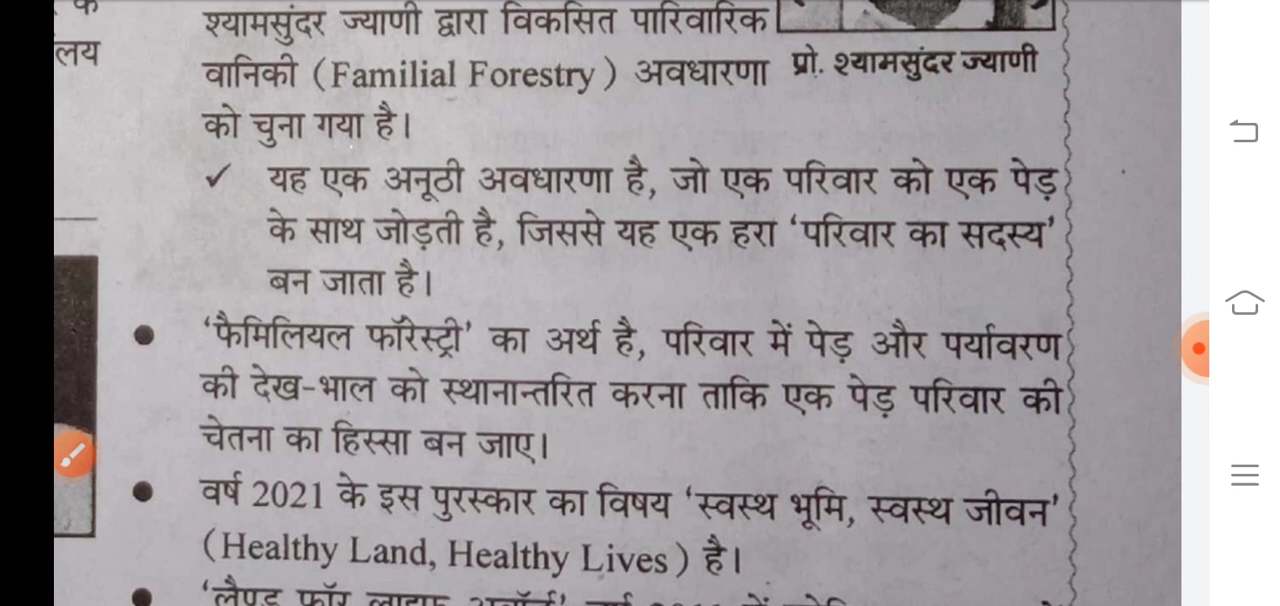 लय
श्यामसुंदर ज्याणी द्वारा विकसित पारिवारिक
वानिकी (Familial Forestry) अवधारणा
को चुना गया है।
प्रो. श्यामसुंदर ज्याणी
✓ यह एक अनूठी अवधारणा है, जो एक परिवार को एक पेड़
के साथ जोड़ती है, जिससे यह एक हरा ‘परिवार का सदस्य’
बन जाता है।
● ‘फैमिलियल फॉरेस्ट्री’ का अर्थ है, परिवार में पेड़ और पर्यावरण
की देख-भाल को स्थानान्तरित करना ताकि एक पेड़ परिवार की
चेतना का हिस्सा बन जाए।
● वर्ष 2021 के इस पुरस्कार का विषय ‘स्वस्थ भूमि, स्वस्थ जीवन’
(Healthy Land, Healthy Lives) है।
● ‘लैण्ड फॉर लाइफ